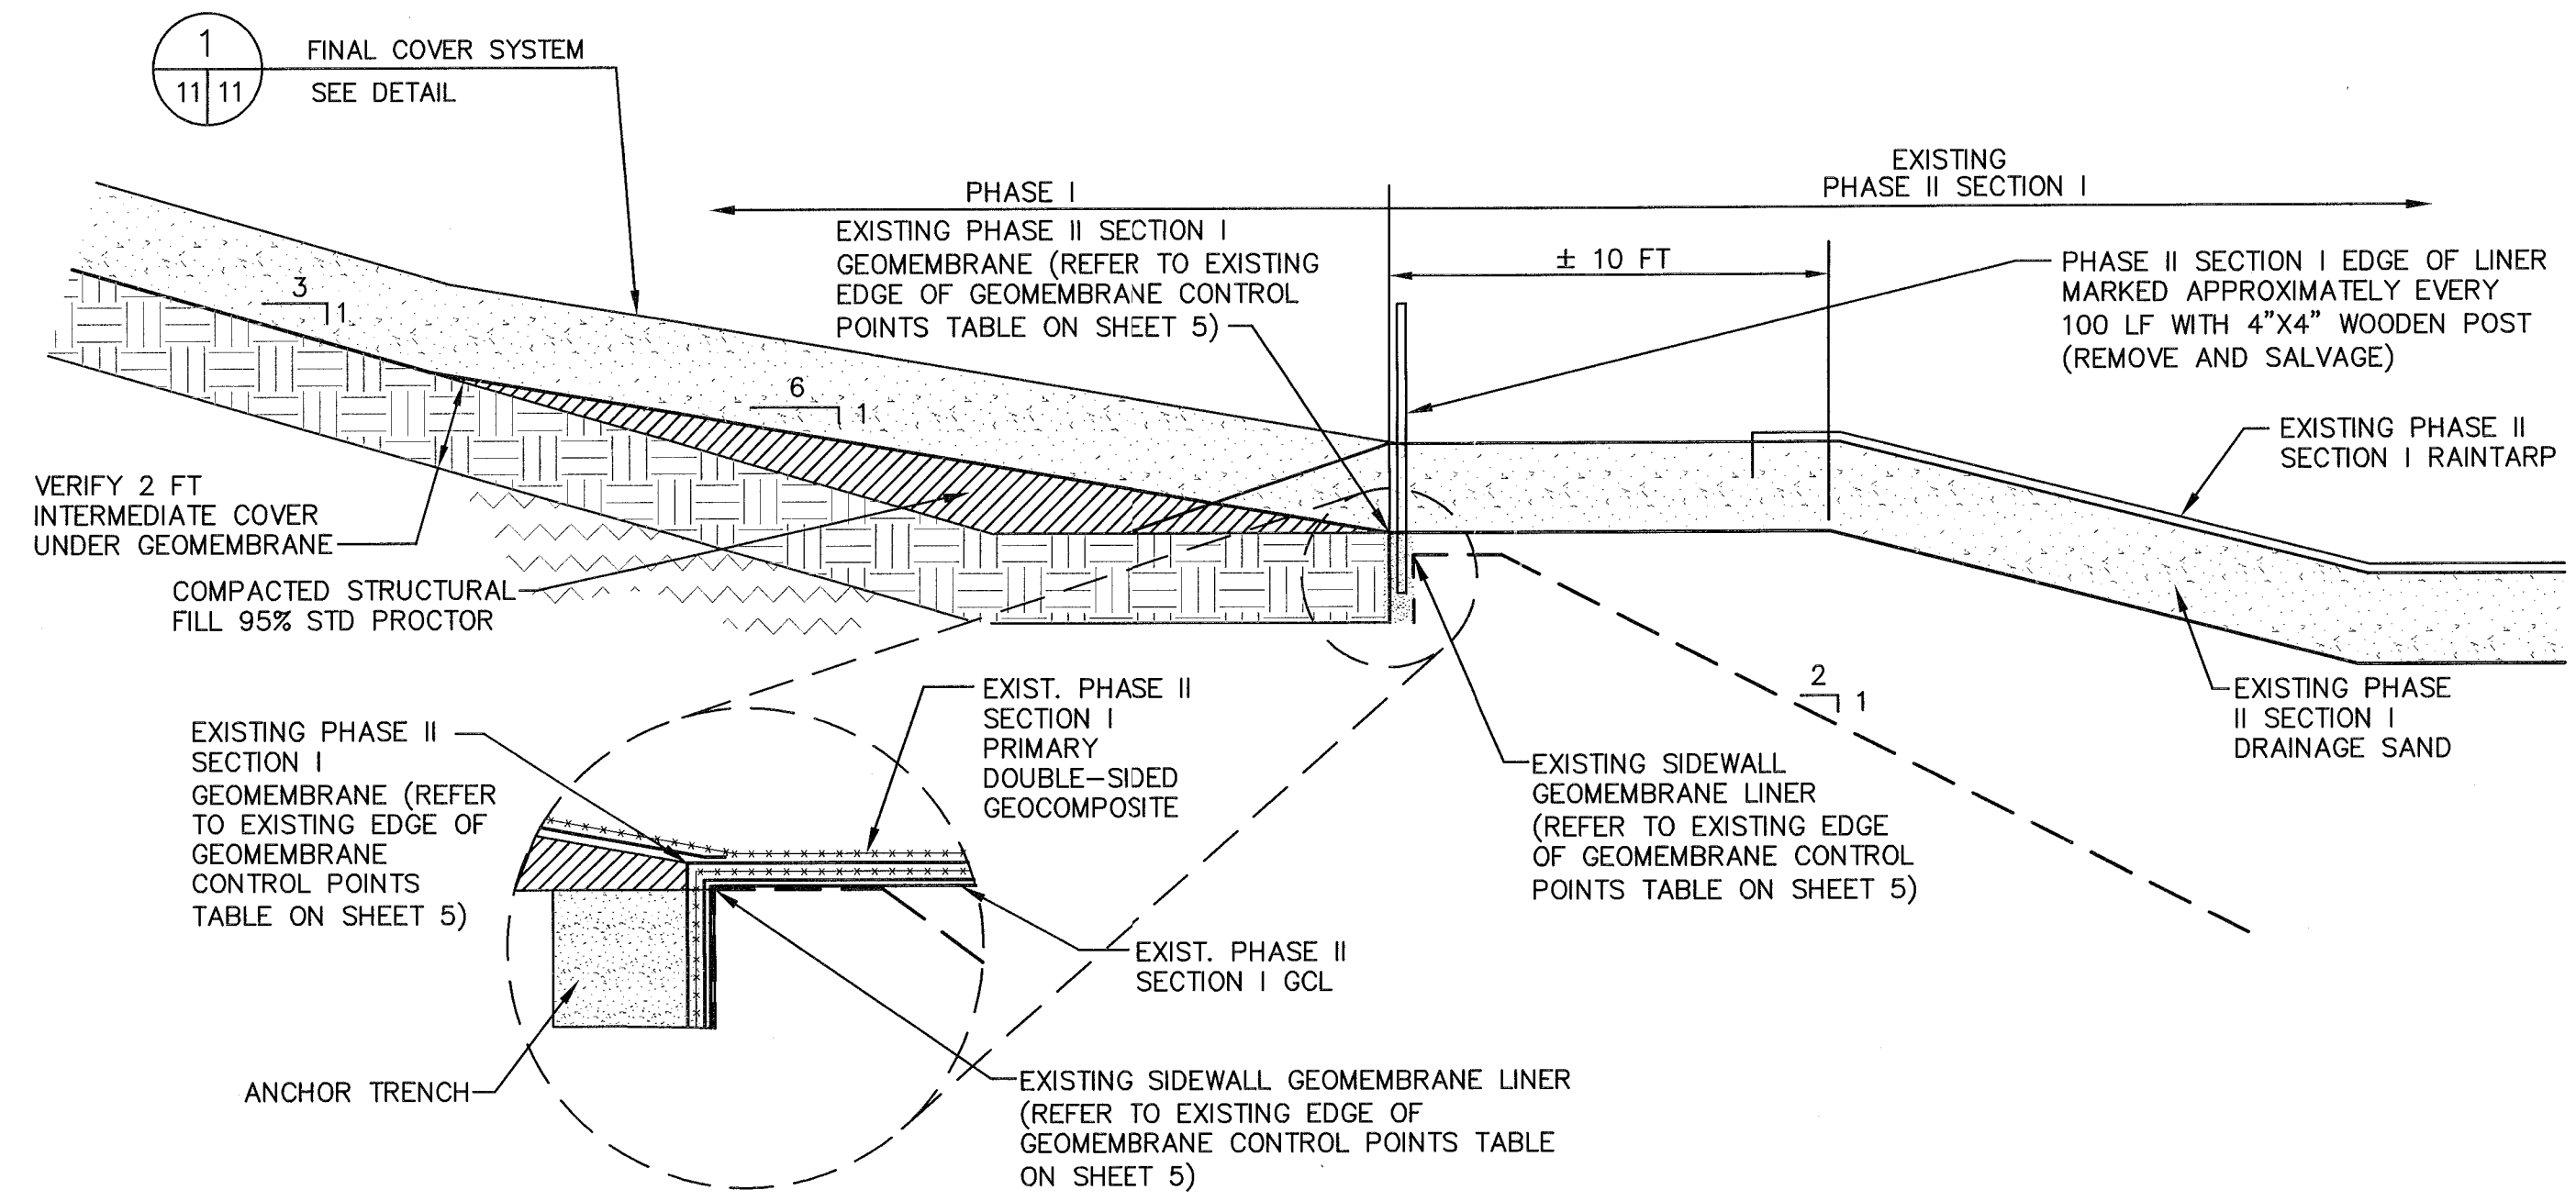 1
11 11
FINAL COVER SYSTEM
SEE DETAIL
PHASE I
EXISTING
PHASE II SECTION I
EXISTING PHASE II SECTION I
GEOMEMBRANE (REFER TO EXISTING
EDGE OF GEOMEMBRANE CONTROL
POINTS TABLE ON SHEET 5)
± 10 FT
PHASE II SECTION I EDGE OF LINER
MARKED APPROXIMATELY EVERY
100 LF WITH 4"X4" WOODEN POST
(REMOVE AND SALVAGE)
3
1
6
1
EXISTING PHASE II
SECTION I RAINTARP
VERIFY 2 FT
INTERMEDIATE COVER
UNDER GEOMEMBRANE
COMPACTED STRUCTURAL
FILL 95% STD PROCTOR
2
1
EXISTING PHASE
II SECTION I
DRAINAGE SAND
EXIST. PHASE II
SECTION I
PRIMARY
DOUBLE-SIDED
GEOCOMPOSITE
EXISTING PHASE II
SECTION I
GEOMEMBRANE (REFER
TO EXISTING EDGE OF
GEOMEMBRANE
CONTROL POINTS
TABLE ON SHEET 5)
EXISTING SIDEWALL
GEOMEMBRANE LINER
(REFER TO EXISTING EDGE
OF GEOMEMBRANE CONTROL
POINTS TABLE ON SHEET 5)
EXIST. PHASE II
SECTION I GCL
ANCHOR TRENCH
EXISTING SIDEWALL GEOMEMBRANE LINER
(REFER TO EXISTING EDGE OF
GEOMEMBRANE CONTROL POINTS TABLE
ON SHEET 5)